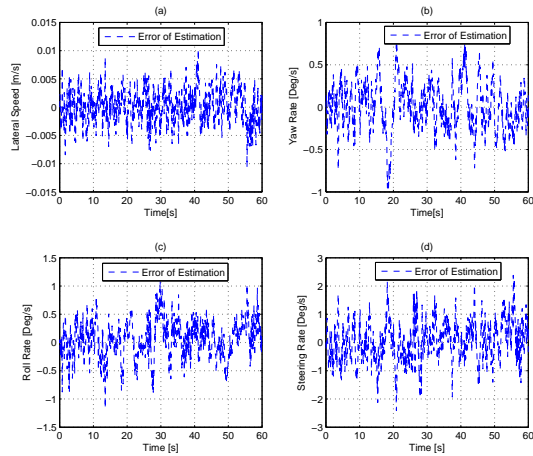 (a)
Error of Estimation
Lateral Speed [m/s]
0.015
0.01
0.005
0
−0.005
−0.01
−0.015
0 10 20 30 40 50 60
Time[s]
(b)
Error of Estimation
Yaw Rate [Deg/s]
1
0.5
0
−0.5
−1
0 10 20 30 40 50 60
Time[s]
(c)
Error of Estimation
Roll Rate [Deg/s]
1.5
1
0.5
0
−0.5
−1
−1.5
0 10 20 30 40 50 60
Time [s]
(d)
Error of Estimation
Steering Rate [Deg/s]
3
2
1
0
−1
−2
−3
0 10 20 30 40 50 60
Time [s]